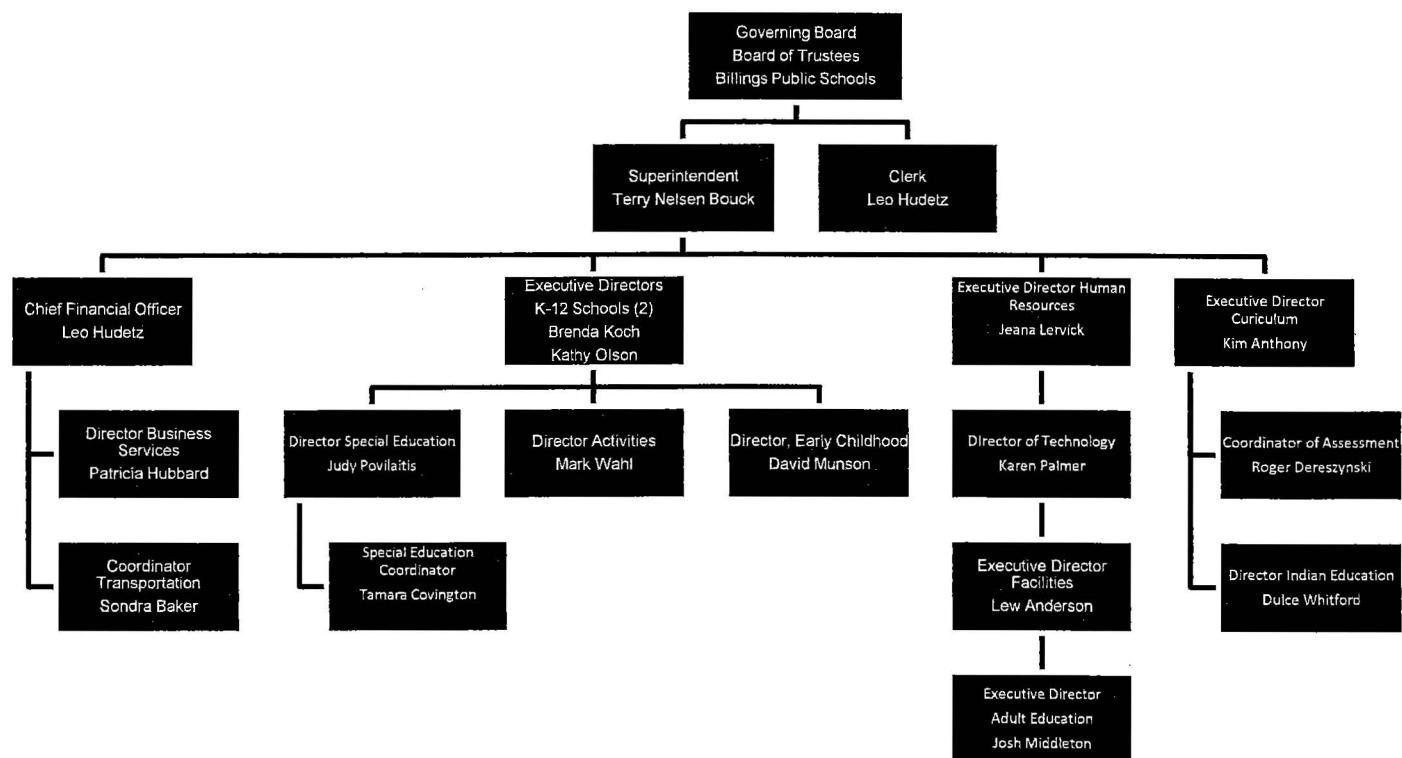 Governing Board
Board of Trustees
Billings Public Schools
Superintendent
Terry Nelsen Bouck
Clerk
Leo Hudetz
Chief Financial Officer
Leo Hudetz
Executive Directors
K-12 Schools (2)
Brenda Koch
Kathy Olson
Executive Director Human
Resources
Jeana Lervick
Executive Director
Curiculum
Kim Anthony
Director Business
Services
Patricia Hubbard
Director Special Education
Judy Povilaitis
Director Activities
Mark Wahl
Director, Early Childhood
David Munson
Director of Technology
Karen Palmer
Coordinator of Assessment
Roger Dereszynski
Coordinator
Transportation
Sondra Baker
Special Education
Coordinator
Tamara Covington
Executive Director
Facilities
Lew Anderson
Director Indian Education
Dulce Whitford
Executive Director
Adult Education
Josh Middleton